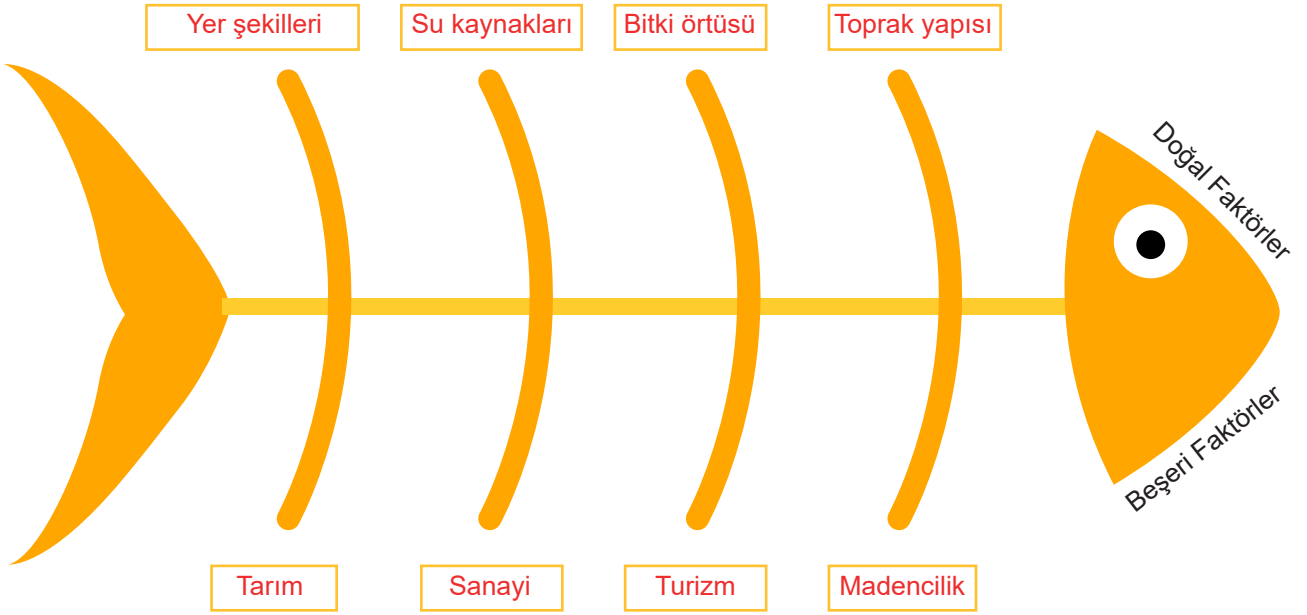 Yer şekilleri
Su kaynakları
Bitki örtüsü
Toprak yapısı
Doğal Faktörler
Beşeri Faktörler
Tarım
Sanayi
Turizm
Madencilik